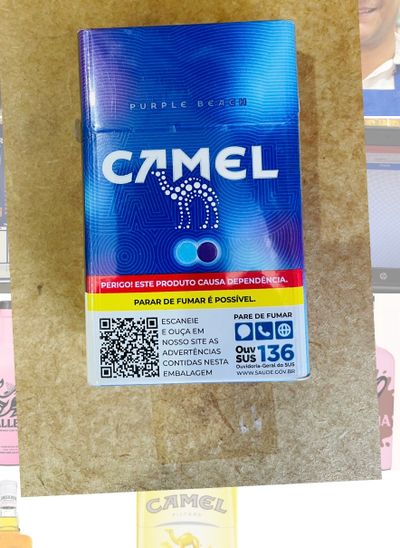 PURPLE BEACH
CAMEL
PERIGO! ESTE PRODUTO CAUSA DEPENDÊNCIA.
PARAR DE FUMAR É POSSÍVEL.
ESCANEIE
E OUÇA EM
NOSSO SITE AS
ADVERTÊNCIAS
CONTIDAS NESTA
EMBALAGEM
PARE DE FUMAR
Ouv
SUS 136
Ouvidoria-Geral do SUS
WWW.SAUDE.GOV.BR
CAMEL
FILTERS